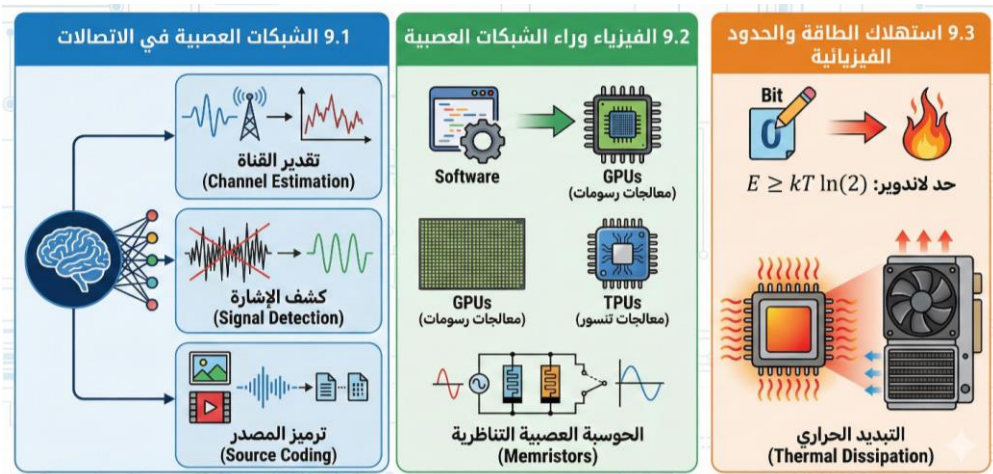 9.1 الشبكات العصبية في الاتصالات
تقدير القناة
(Channel Estimation)
كشف الإشارة
(Signal Detection)
ترميز المصدر
(Source Coding)
9.2 الفيزياء وراء الشبكات العصبية
Software
GPUs
(معالجات رسومات)
GPUs
(معالجات رسومات)
TPUs
(معالجات تنسور)
الحوسبة العصبية التناظرية
(Memristors)
9.3 استهلاك الطاقة والحدود
الفيزيائية
Bit
0
حد لاندوير: E ≥ kT ln(2)
التبديد الحراري
(Thermal Dissipation)